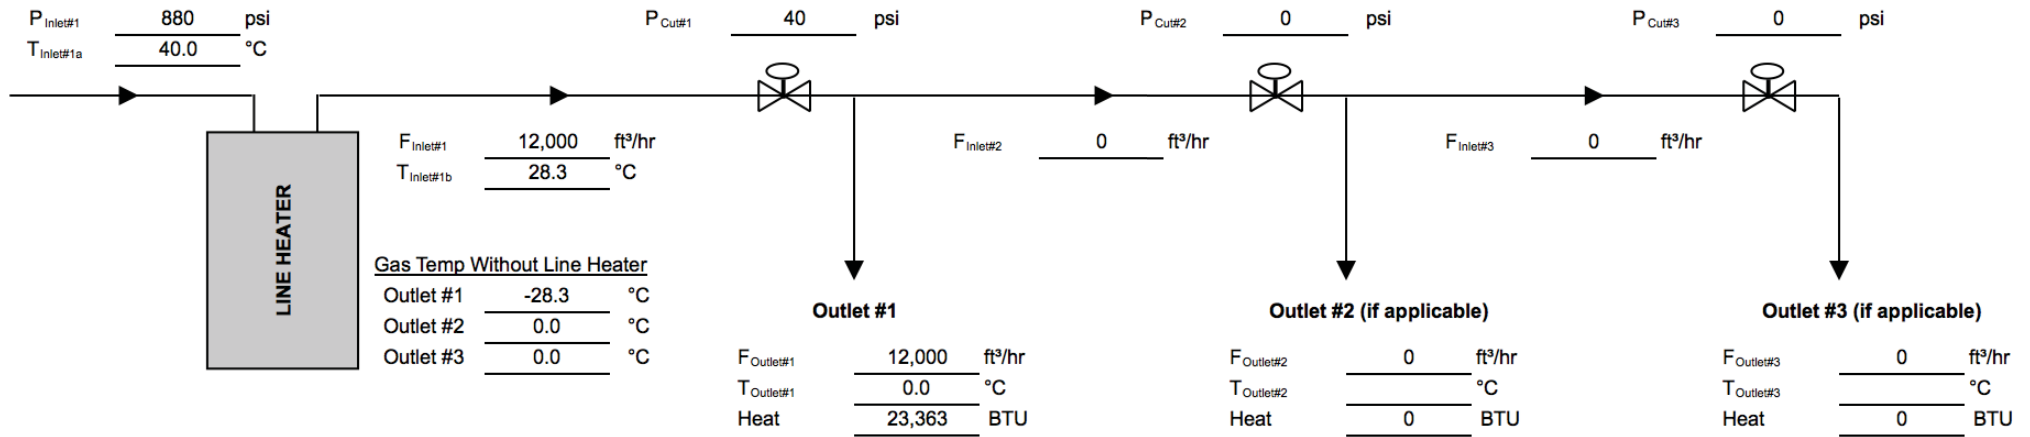 P Inlet#1 880 psi P Cut#1 40 psi P Cut#2 0 psi P Cut#3 0 psi
T Inlet#1a 40.0 °C
F Inlet#1 12,000 ft³/hr F Inlet#2 0 ft³/hr F Inlet#3 0 ft³/hr
T Inlet#1b 28.3 °C
LINE HEATER
Gas Temp Without Line Heater
Outlet #1 -28.3 °C
Outlet #2 0.0 °C
Outlet #3 0.0 °C
Outlet #1 Outlet #2 (if applicable) Outlet #3 (if applicable)
F Outlet#1 12,000 ft³/hr F Outlet#2 0 ft³/hr F Outlet#3 0 ft³/hr
T Outlet#1 0.0 °C T Outlet#2 °C T Outlet#3 °C
Heat 23,363 BTU Heat 0 BTU Heat 0 BTU